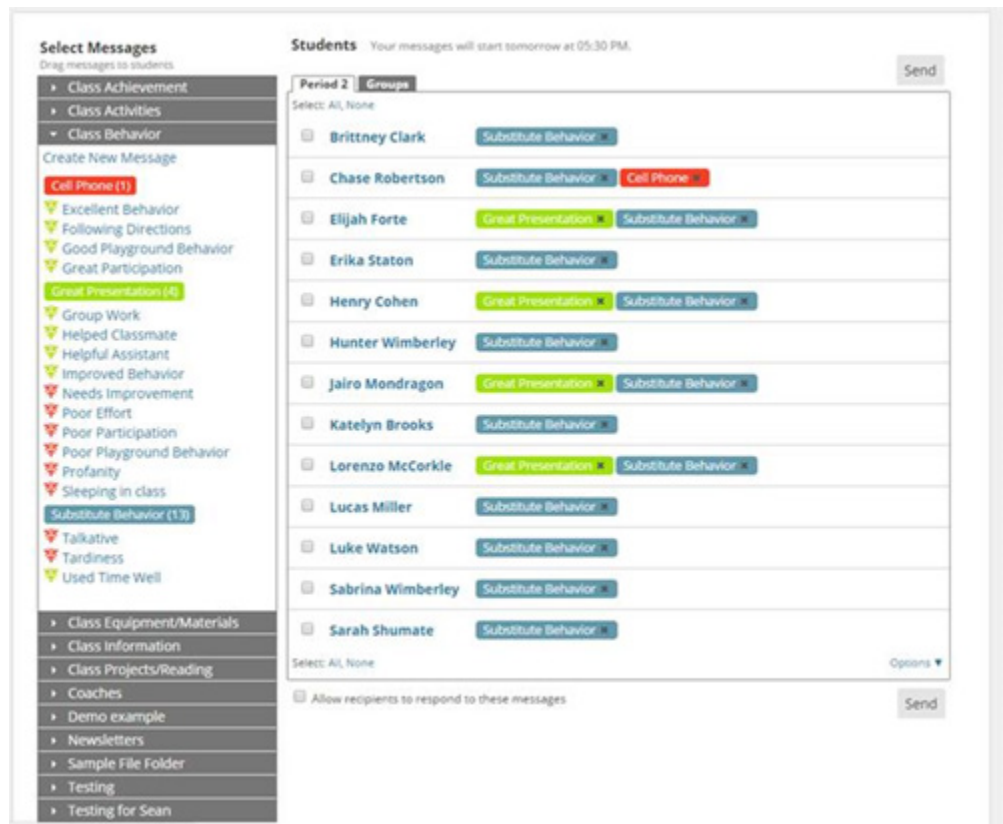 Select Messages
Drag messages to students
Class Achievement
Class Activities
Class Behavior
Create New Message
Cell Phone (1)
Excellent Behavior
Following Directions
Good Playground Behavior
Great Participation
Great Presentation (4)
Group Work
Helped Classmate
Helpful Assistant
Improved Behavior
Needs Improvement
Poor Effort
Poor Participation
Poor Playground Behavior
Profanity
Sleeping in class
Substitute Behavior (13)
Talkative
Tardiness
Used Time Well
Class Equipment/Materials
Class Information
Class Projects/Reading
Coaches
Demo example
Newsletters
Sample File Folder
Testing
Testing for Sean
Students Your messages will start tomorrow at 05:30 PM.
Send
Period 2 Groups
Select: All, None
Brittney Clark Substitute Behavior ×
Chase Robertson Substitute Behavior × Cell Phone ×
Elijah Forte Great Presentation × Substitute Behavior ×
Erika Staton Substitute Behavior ×
Henry Cohen Great Presentation × Substitute Behavior ×
Hunter Wimberley Substitute Behavior ×
Jairo Mondragon Great Presentation × Substitute Behavior ×
Katelyn Brooks Substitute Behavior ×
Lorenzo McCorkle Great Presentation × Substitute Behavior ×
Lucas Miller Substitute Behavior ×
Luke Watson Substitute Behavior ×
Sabrina Wimberley Substitute Behavior ×
Sarah Shumate Substitute Behavior ×
Select: All, None Options ▼
Allow recipients to respond to these messages
Send